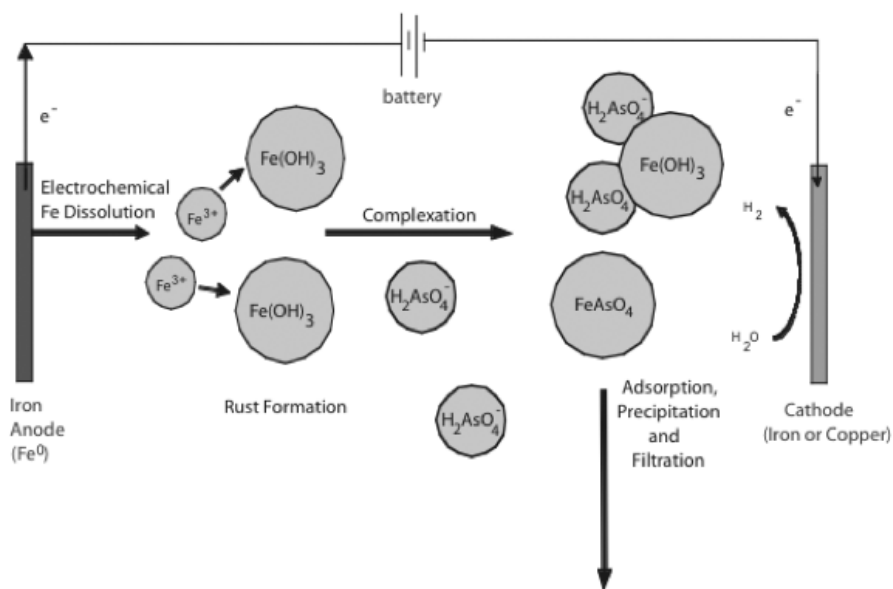 battery
e⁻
e⁻
Electrochemical
Fe Dissolution
Fe³⁺
Fe(OH)₃
Fe³⁺
Fe(OH)₃
Rust Formation
Complexation
H₂AsO₄⁻
H₂AsO₄⁻
H₂AsO₄⁻
H₂AsO₄
Fe(OH)₃
FeAsO₄
H₂
H₂O
Iron
Anode
(Fe⁰)
Adsorption,
Precipitation
and
Filtration
Cathode
(Iron or Copper)